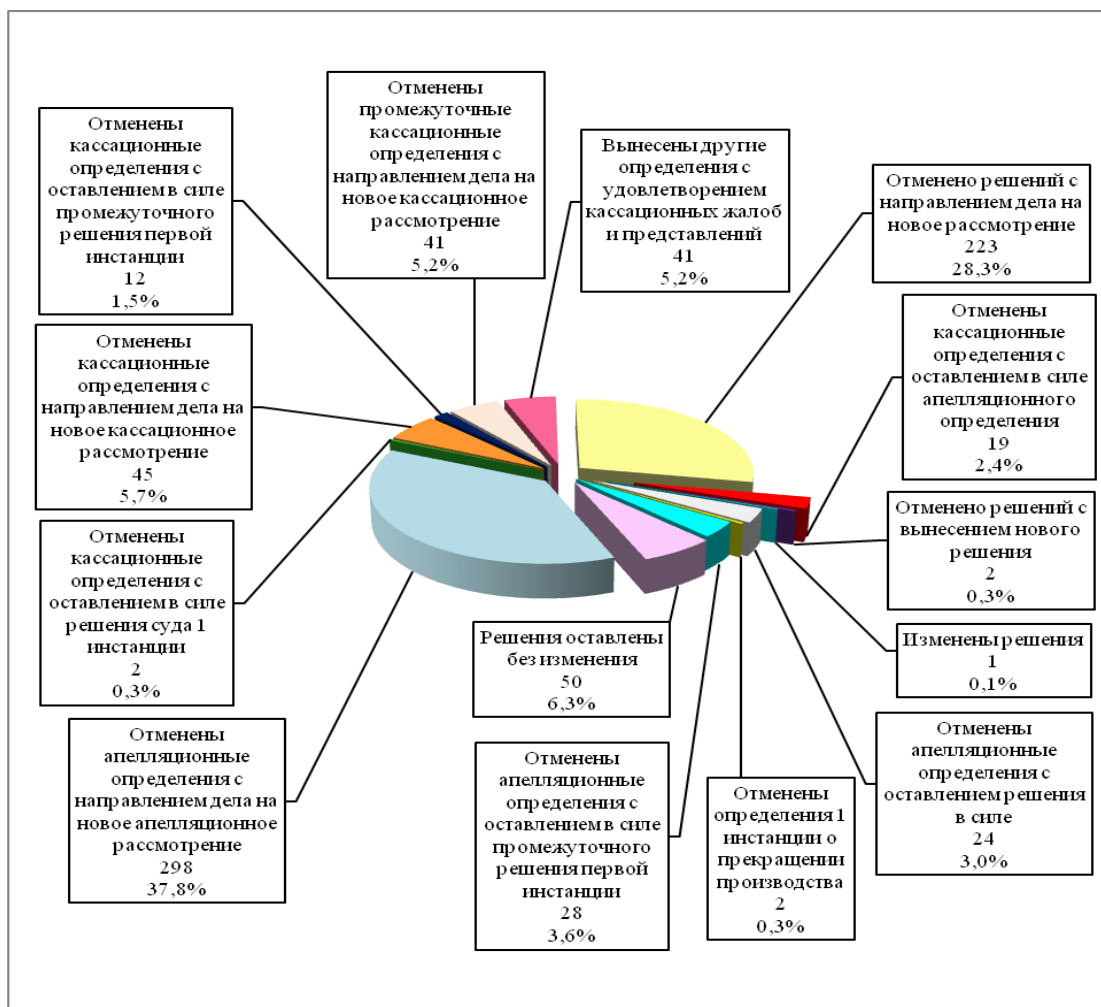 Отменены
кассационные
определения с
оставлением в силе
промежуточного
решения первой
инстанции
12
1,5%
Отменены
промежуточные
кассационные
определения с
направлением дела на
новое кассационное
рассмотрение
41
5,2%
Вынесены другие
определения с
удовлетворением
кассационных жалоб
и представлений
41
5,2%
Отменено решений с
направлением дела на
новое рассмотрение
223
28,3%
Отменены
кассационные
определения с
оставлением в силе
апелляционного
определения
19
2,4%
Отменены
кассационные
определения с
направлением дела на
новое кассационное
рассмотрение
45
5,7%
Отменено решений с
вынесением нового
решения
2
0,3%
Отменены
кассационные
определения с
оставлением в силе
решения суда 1
инстанции
2
0,3%
Решения оставлены
без изменения
50
6,3%
Изменены решения
1
0,1%
Отменены
апелляционные
определения с
направлением дела на
новое апелляционное
рассмотрение
298
37,8%
Отменены
апелляционные
определения с
оставлением в силе
промежуточного
решения первой
инстанции
28
3,6%
Отменены
определения 1
инстанции о
прекращении
производства
2
0,3%
Отменены
апелляционные
определения с
оставлением решения
в силе
24
3,0%